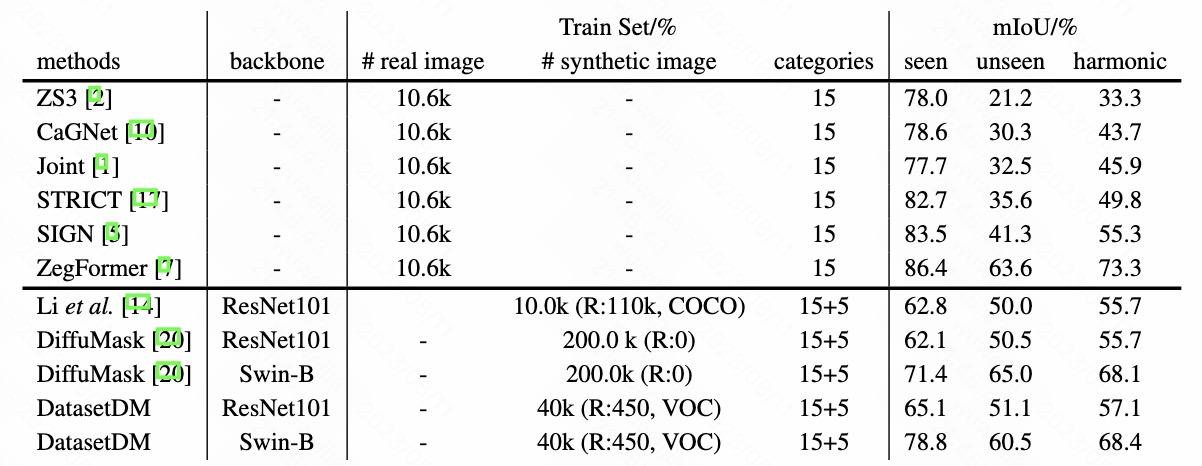 Train Set/% mIoU/%
methods backbone # real image # synthetic image categories seen unseen harmonic
ZS3 [2] - 10.6k - 15 78.0 21.2 33.3
CaGNet [10] - 10.6k - 15 78.6 30.3 43.7
Joint [1] - 10.6k - 15 77.7 32.5 45.9
STRICT [17] - 10.6k - 15 82.7 35.6 49.8
SIGN [5] - 10.6k - 15 83.5 41.3 55.3
ZegFormer [7] - 10.6k - 15 86.4 63.6 73.3
Li et al. [14] ResNet101 10.0k (R:110k, COCO) 15+5 62.8 50.0 55.7
DiffuMask [20] ResNet101 - 200.0 k (R:0) 15+5 62.1 50.5 55.7
DiffuMask [20] Swin-B - 200.0k (R:0) 15+5 71.4 65.0 68.1
DatasetDM ResNet101 - 40k (R:450, VOC) 15+5 65.1 51.1 57.1
DatasetDM Swin-B - 40k (R:450, VOC) 15+5 78.8 60.5 68.4